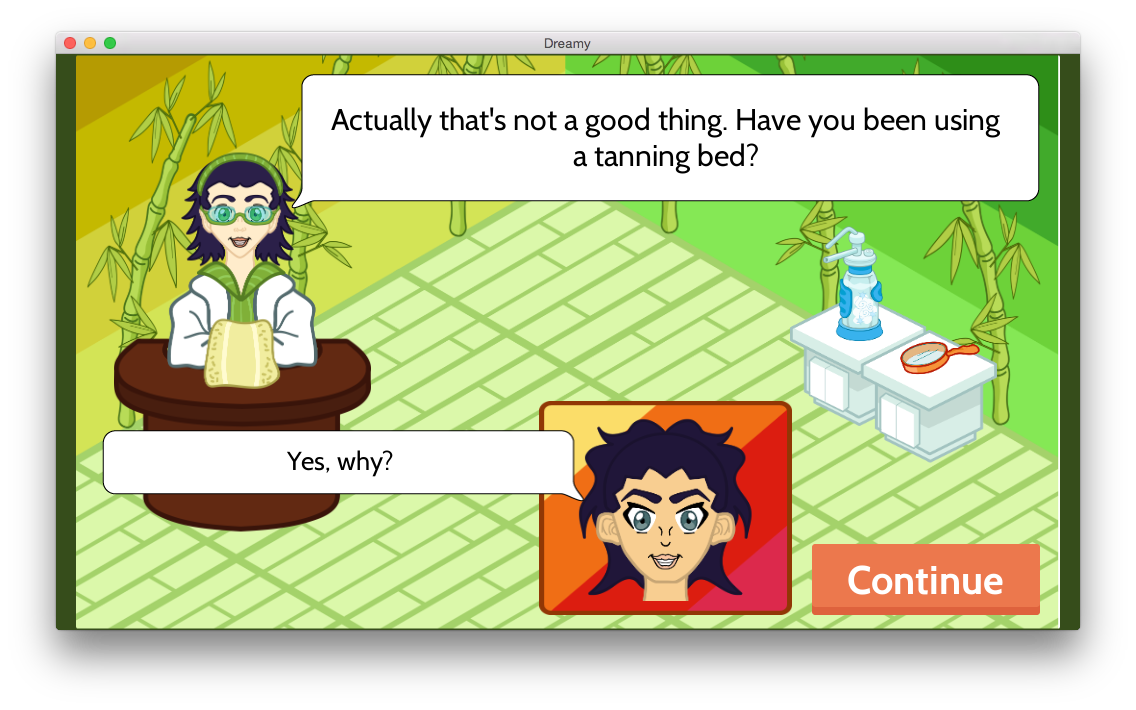 Dreamy
Actually that's not a good thing. Have you been using
a tanning bed?
Yes, why?
Continue